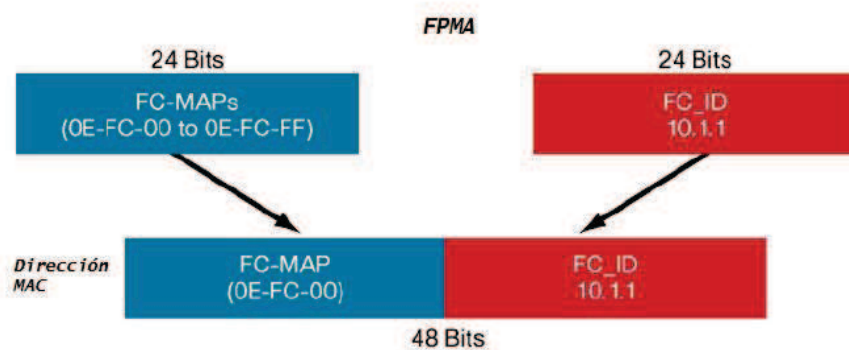 FPMA
24 Bits
24 Bits
FC-MAPs
(0E-FC-00 to 0E-FC-FF)
FC_ID
10.1.1
Dirección
MAC
FC-MAP
(0E-FC-00)
FC_ID
10.1.1
48 Bits